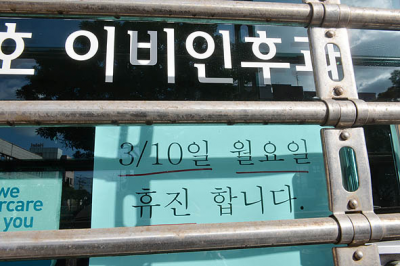 호 이비인후과
3/10일 월요일
휴진 합니다.
we
care
you